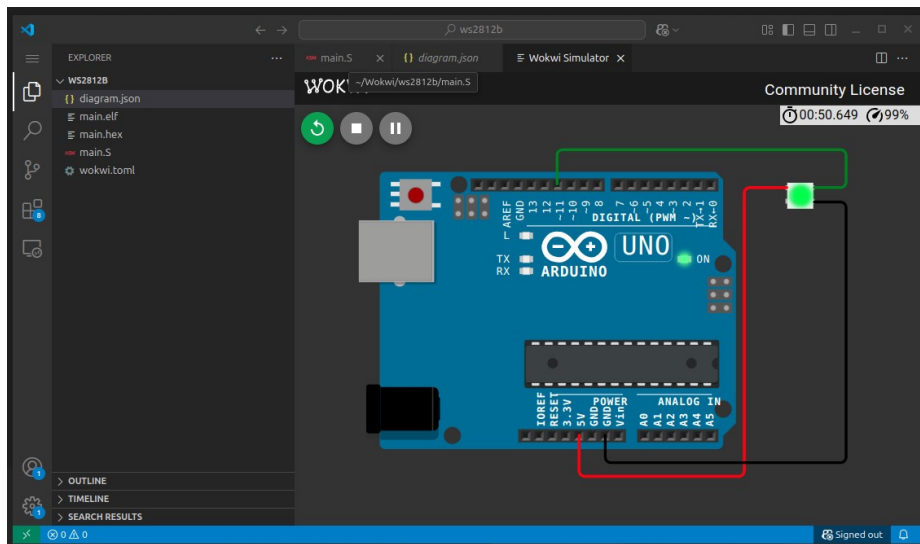 ws2812b
EXPLORER
main.S
{} diagram.json
Wokwi Simulator
WS2812B
{} diagram.json
main.elf
main.hex
main.S
wokwi.toml
WOK
~/Wokwi/ws2812b/main.S
Community License
00:50.649 99%
AREF
GND
13
12
~11
~10
~9
8
7
~6
~5
4
~3
2
TX→1
RX←0
DIGITAL (PWM ~)
L
TX
RX
UNO
ON
ARDUINO
IOREF
RESET
3.3V
5V
GND
GND
Vin
POWER
ANALOG IN
A0
A1
A2
A3
A4
A5
8
1
1
OUTLINE
TIMELINE
SEARCH RESULTS
0 0
Signed out